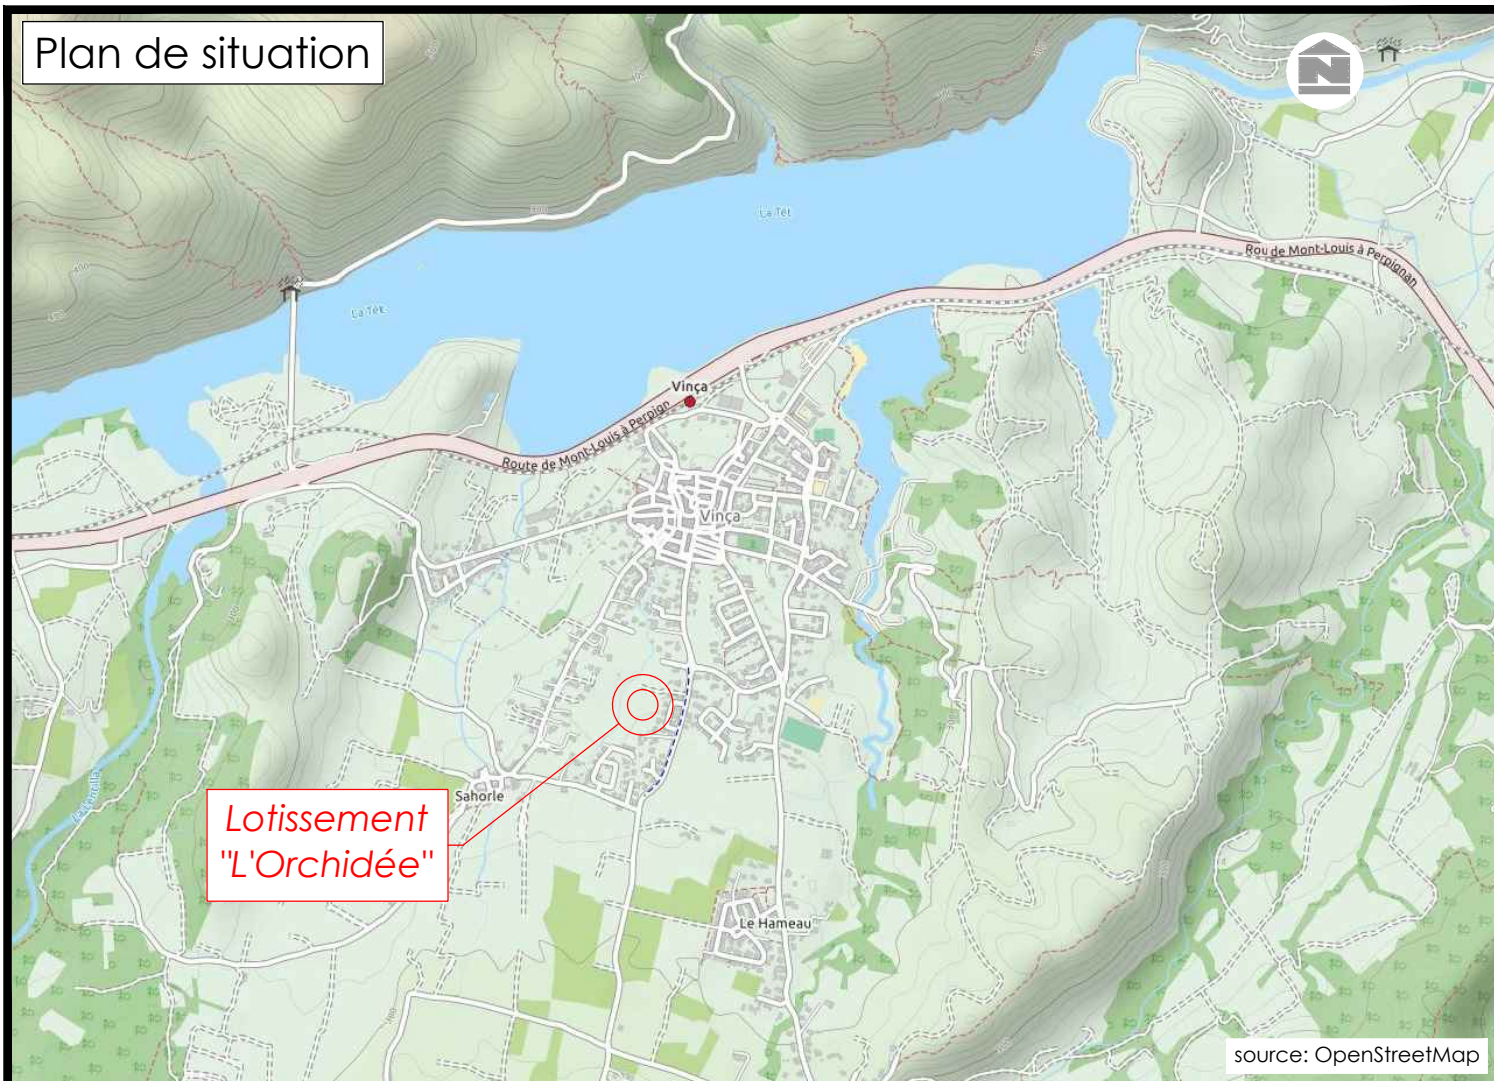 Plan de situation
N
La Têt
Rou de Mont-Louis à Perpignan
La Têt
Vinça
Route de Mont-Louis à Perpign
Vinça
Sahorle
Lotissement
"L'Orchidée"
Le Hameau
source: OpenStreetMap